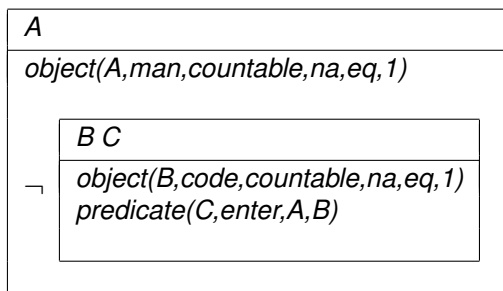 A
object(A,man,countable,na,eq,1)
B C
¬
object(B,code,countable,na,eq,1)
predicate(C,enter,A,B)